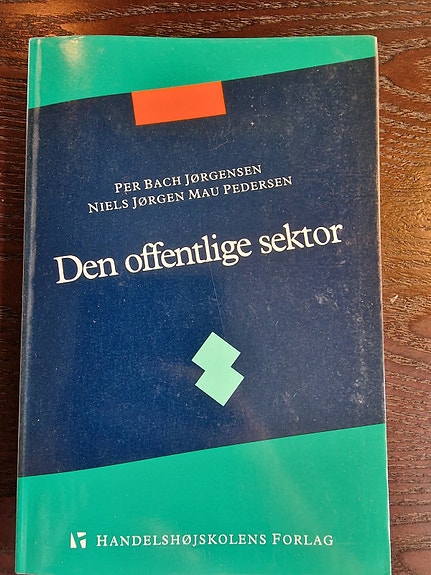 PER BACH JØRGENSEN
NIELS JØRGEN MAU PEDERSEN
Den offentlige sektor
HANDELSHØJSKOLENS FORLAG